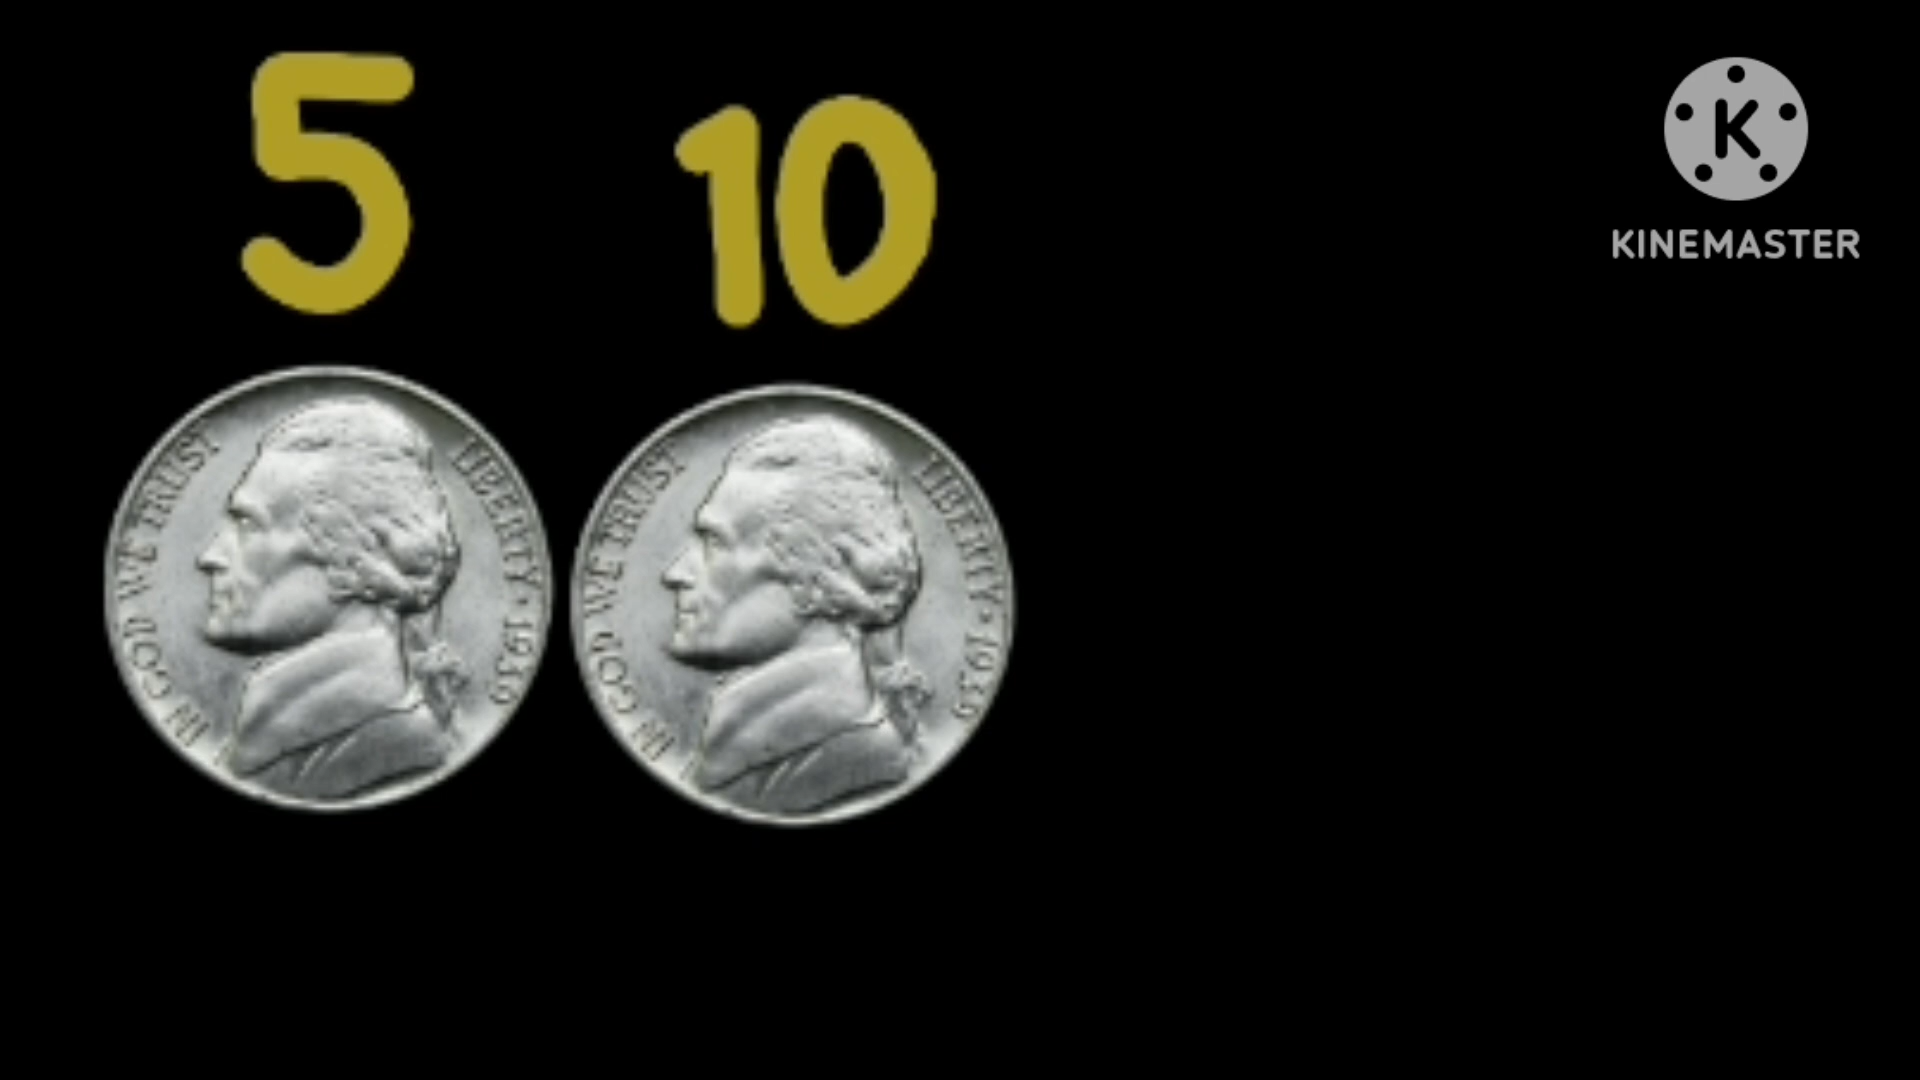 5 10
K
KINEMASTER
IN GOD WE TRUST LIBERTY · 1939
IN GOD WE TRUST LIBERTY · 1939